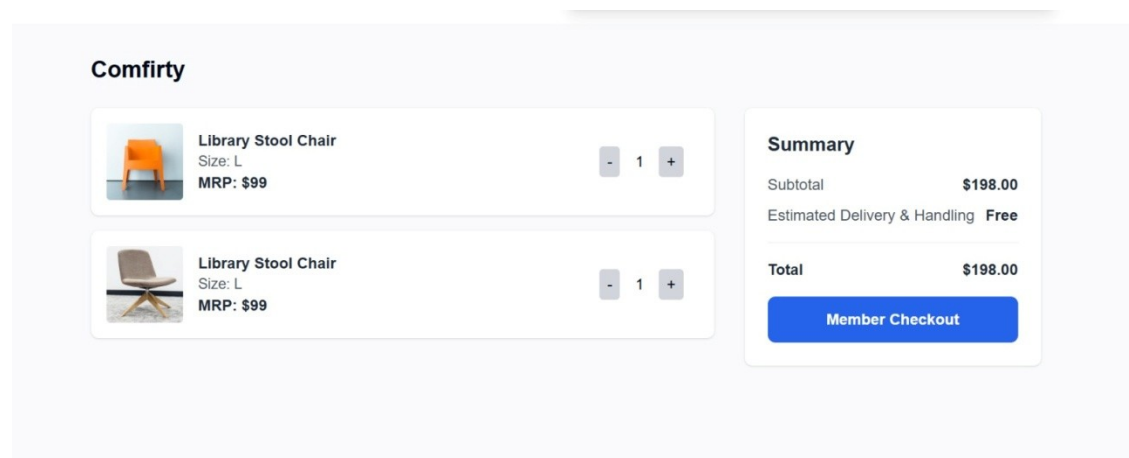 Comfirty
Library Stool Chair
Size: L
MRP: $99
- 1 +
Library Stool Chair
Size: L
MRP: $99
- 1 +
Summary
Subtotal $198.00
Estimated Delivery & Handling Free
Total $198.00
Member Checkout